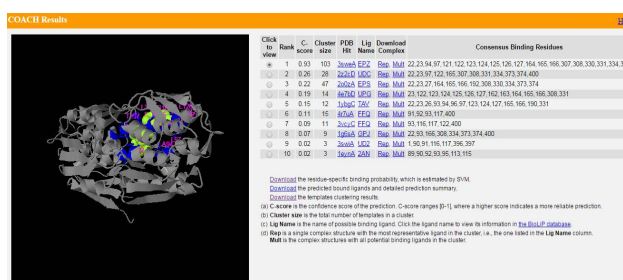 COACH Results
Click to view Rank C-score Cluster size PDB Hit Lig Name Download Complex Consensus Binding Residues
1 0.93 103 3sweA EPZ Rep, Mult 22,23,94,97,121,122,123,124,125,126,127,164,165,166,307,308,330,331,334,3
2 0.26 28 2z2cD UDC Rep, Mult 22,23,97,122,165,307,308,331,334,373,374,400
3 0.22 47 2o0zA EPS Rep, Mult 22,23,27,164,165,166,192,308,330,334,373,374
4 0.19 14 4e7bD UPG Rep, Mult 23,122,123,124,125,126,127,162,163,164,165,166,308,331
5 0.15 12 1ybgC TAV Rep, Mult 22,23,26,93,94,96,97,123,124,127,165,166,190,331
6 0.11 15 4r7uA FFQ Rep, Mult 91,92,93,117,400
7 0.09 11 3vcyC FFQ Rep, Mult 93,116,117,122,400
8 0.07 9 1g6sA GPJ Rep, Mult 22,93,166,308,334,373,374,400
9 0.02 3 3swiA UD2 Rep, Mult 1,90,91,116,117,396,397
10 0.02 3 1eynA 2AN Rep, Mult 89,90,92,93,95,113,115
Download the residue-specific binding probability, which is estimated by SVM.
Download the predicted bound ligands and detailed prediction summary.
Download the templates clustering results.
(a) C-score is the confidence score of the prediction. C-score ranges [0-1], where a higher score indicates a more reliable prediction.
(b) Cluster size is the total number of templates in a cluster.
(c) Lig Name is the name of possible binding ligand. Click the ligand name to view its information in the BioLiP database.
(d) Rep is a single complex structure with the most representative ligand in the cluster, i.e., the one listed in the Lig Name column.
Mult is the complex structures with all potential binding ligands in the cluster.